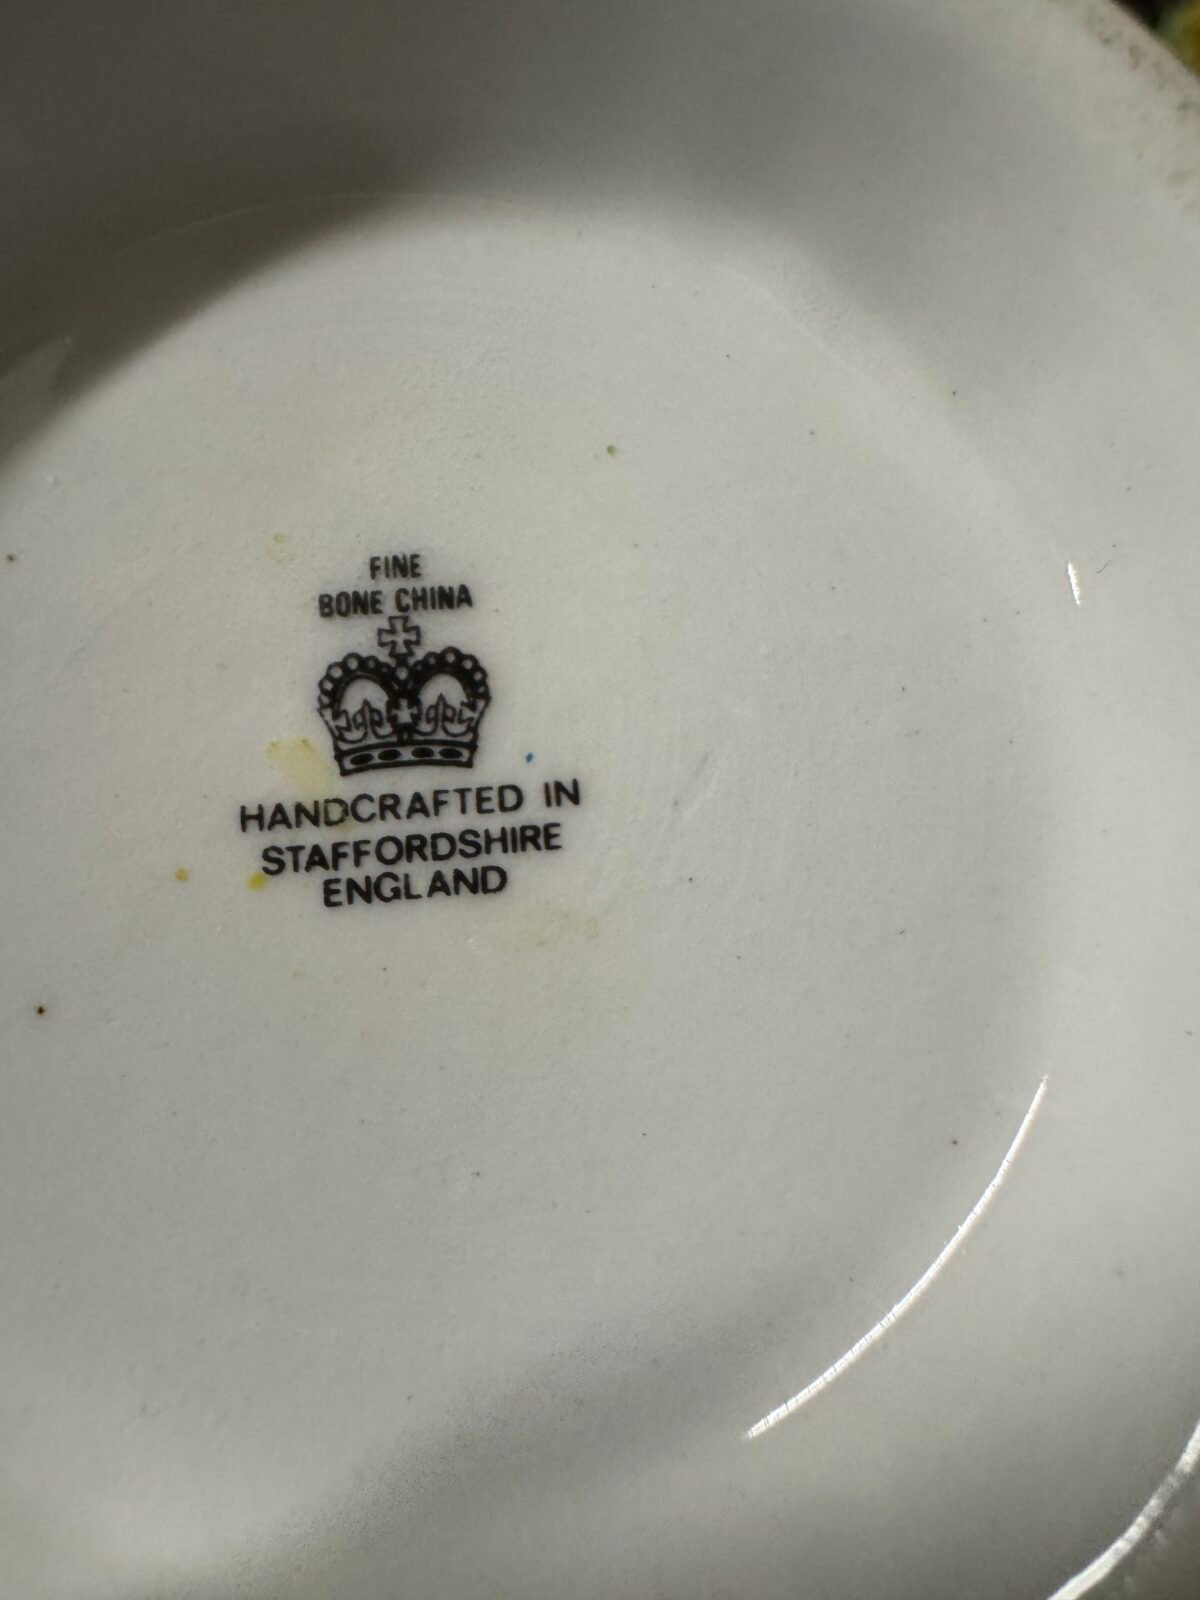 FINE
BONE CHINA
HANDCRAFTED IN
STAFFORDSHIRE
ENGLAND